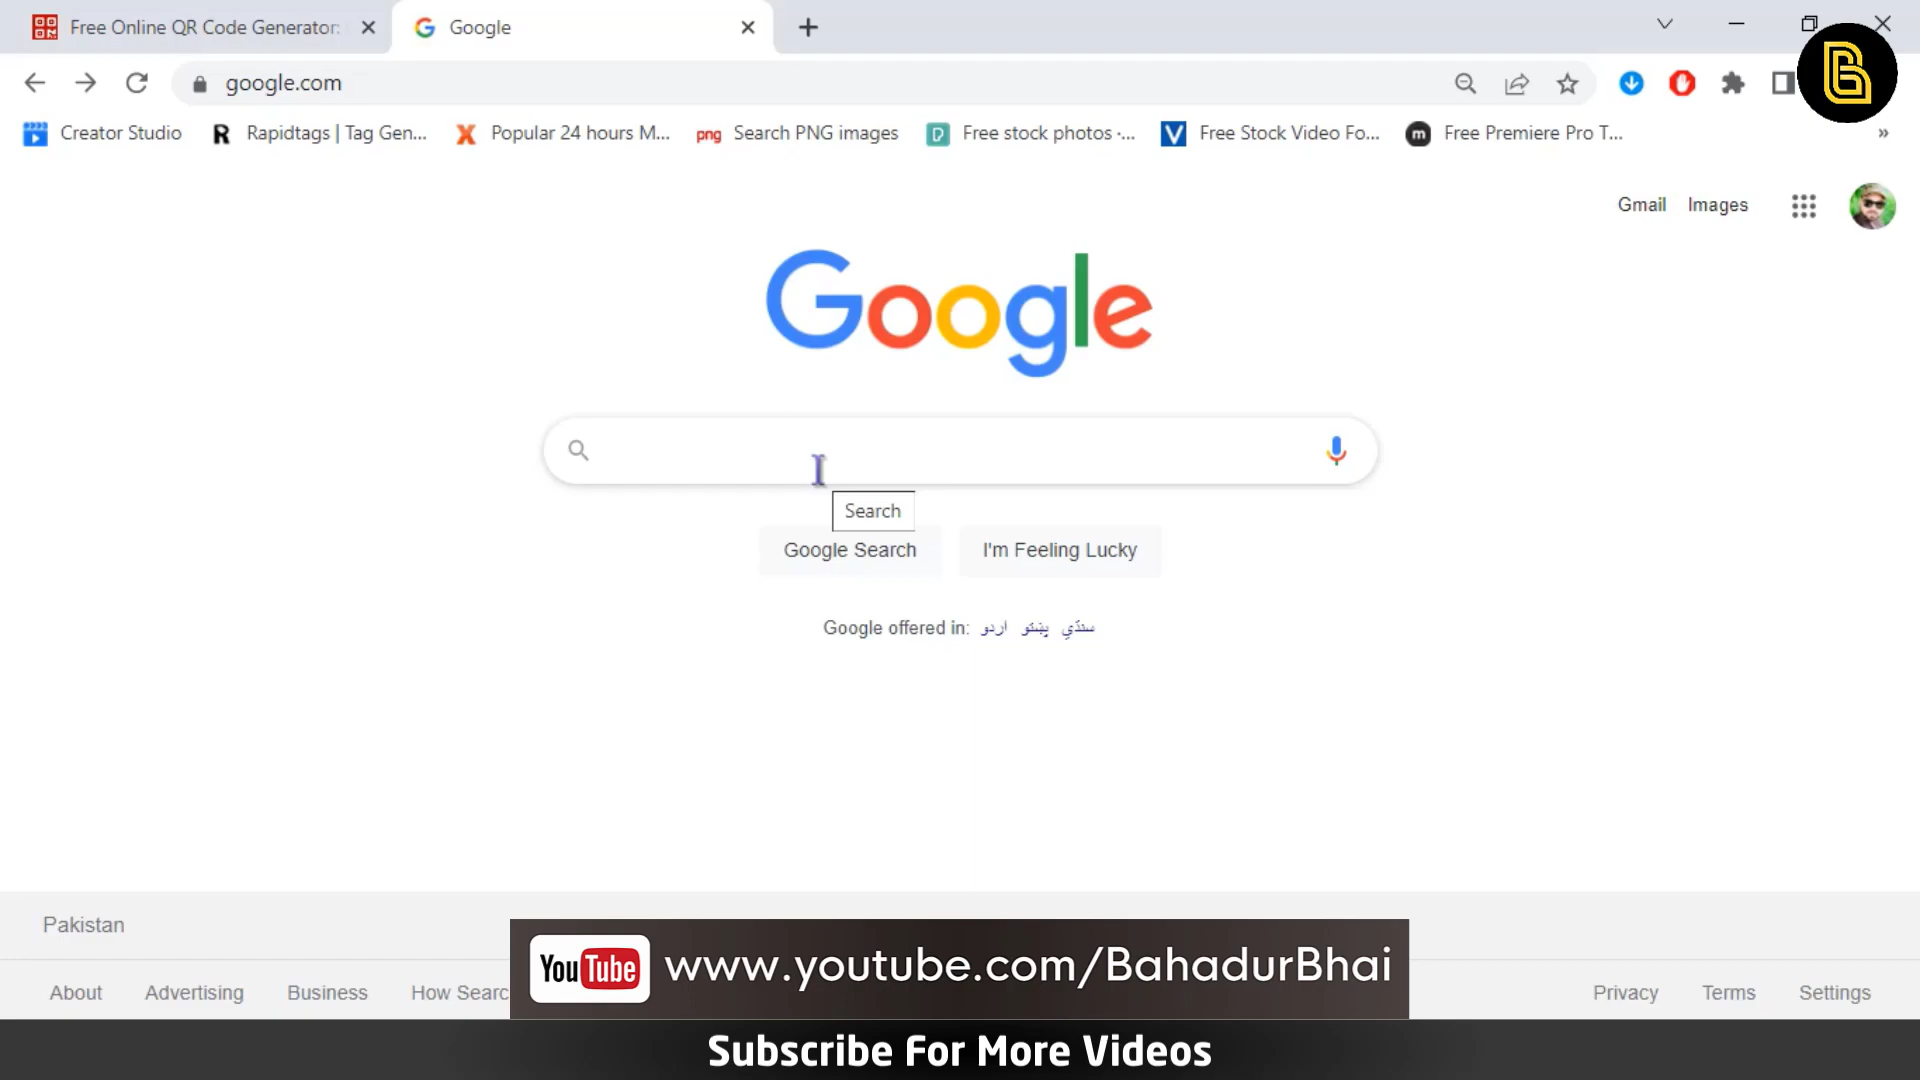 Free Online QR Code Generator:
Google
google.com
Creator Studio
R Rapidtags | Tag Gen...
X Popular 24 hours M...
png Search PNG images
Free stock photos ·...
V Free Stock Video Fo...
m Free Premiere Pro T...
»
Gmail Images
Google
Search
Google Search
I'm Feeling Lucky
Google offered in: اردو پښتو سنڌي
Pakistan
About Advertising Business How Searc
Privacy Terms Settings
YouTube www.youtube.com/BahadurBhai
Subscribe For More Videos